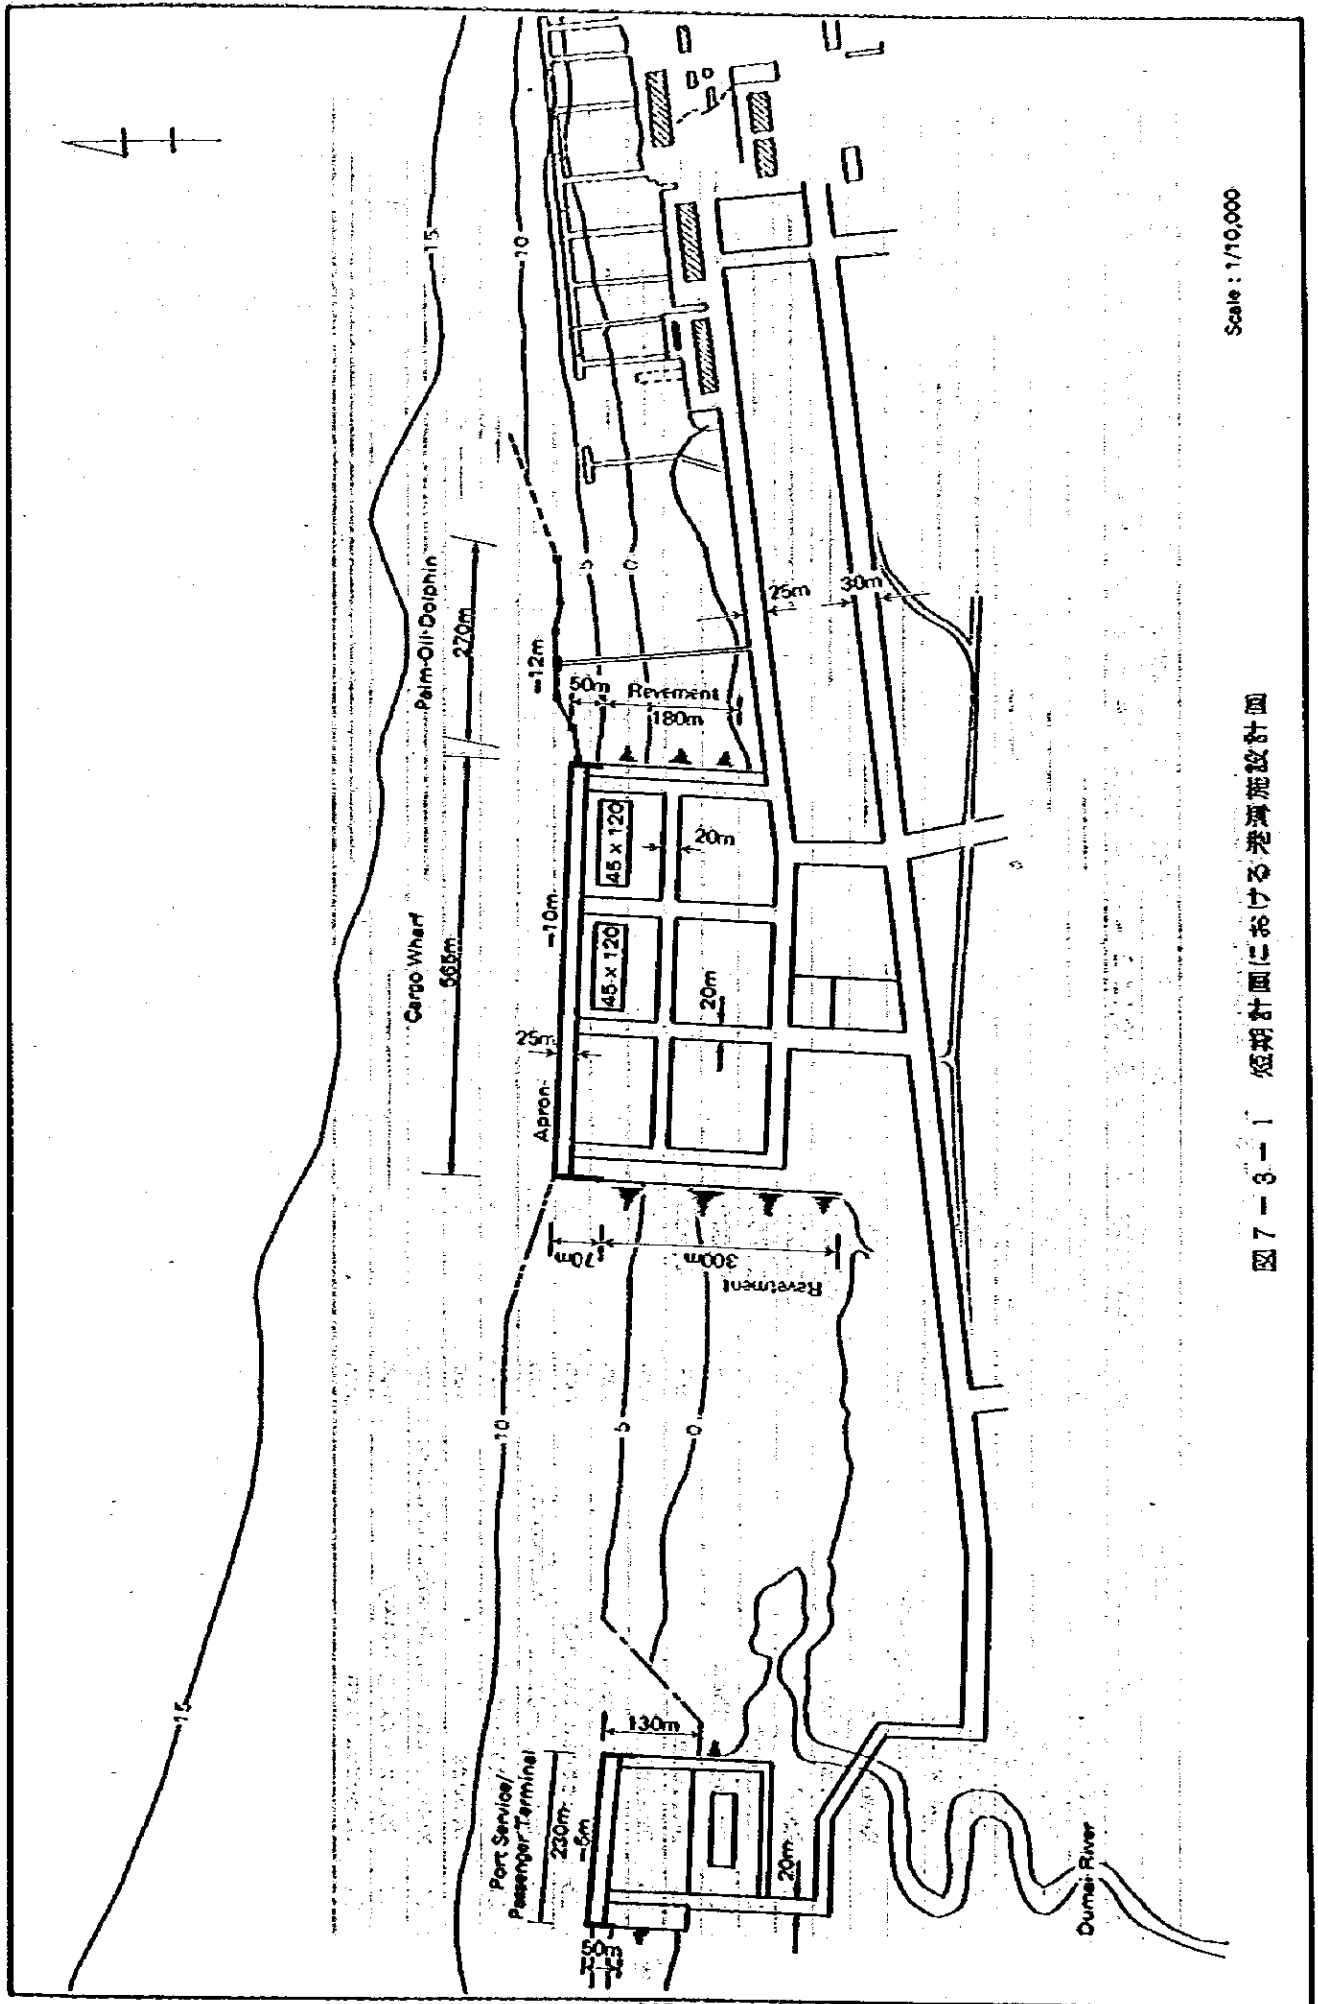 15
15
10
10
5
5
0
0
Port Service/
Passenger Terminal
230m
-5m
50m
130m
20m
Dumai River
Cargo Wharf
565m
Apron
25m
-10m
70m
300m
Revetment
45 x 120
45 x 120
20m
20m
Palm Oil Dolphin
270m
-12m
50m
Revement
180m
25m
30m
Scale : 1/10,000
図7-3-1 短期計画における港湾施設計画